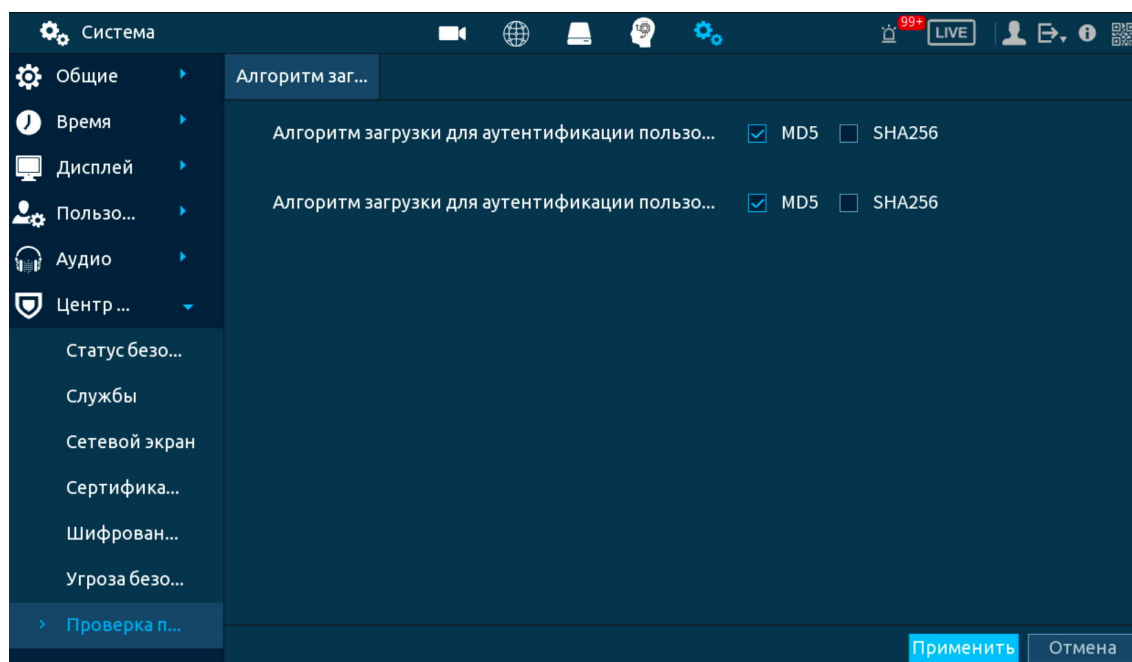 Система
99+
LIVE
Общие
Алгоритм заг...
Время
Алгоритм загрузки для аутентификации пользо... MD5 SHA256
Дисплей
Пользо...
Алгоритм загрузки для аутентификации пользо... MD5 SHA256
Аудио
Центр ...
Статус безо...
Службы
Сетевой экран
Сертифика...
Шифрован...
Угроза безо...
> Проверка п...
Применить
Отмена